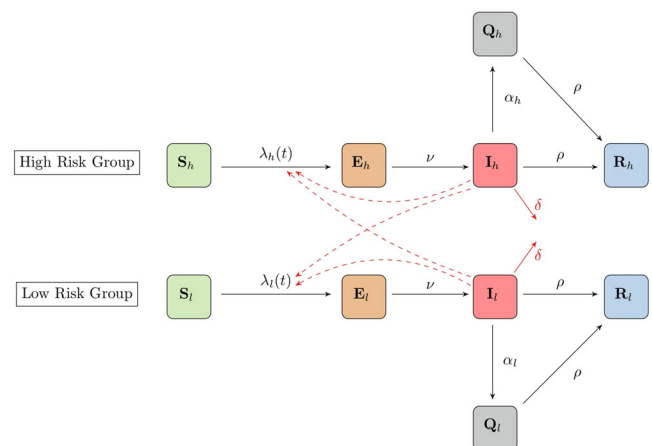 Q_h
α_h
ρ
High Risk Group
S_h
λ_h(t)
E_h
ν
I_h
ρ
R_h
δ
δ
Low Risk Group
S_l
λ_l(t)
E_l
ν
I_l
ρ
R_l
α_l
ρ
Q_l